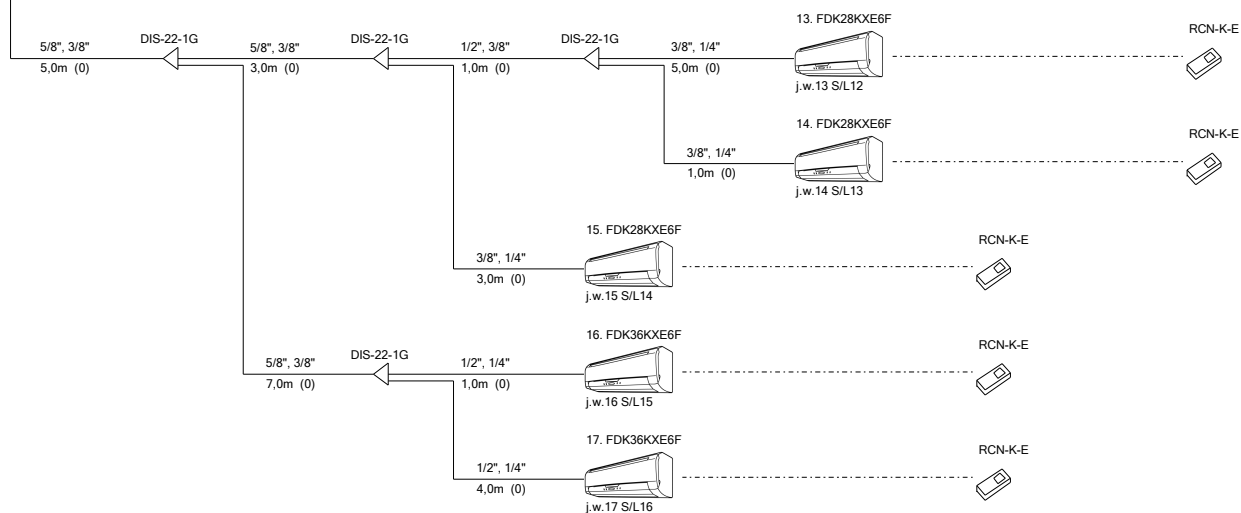 13. FDK28KXE6F
RCN-K-E
5/8", 3/8"
DIS-22-1G
5/8", 3/8"
DIS-22-1G
1/2", 3/8"
DIS-22-1G
3/8", 1/4"
5,0m (0)
3,0m (0)
1,0m (0)
5,0m (0)
j.w.13 S/L12
14. FDK28KXE6F
RCN-K-E
3/8", 1/4"
1,0m (0)
j.w.14 S/L13
15. FDK28KXE6F
RCN-K-E
3/8", 1/4"
3,0m (0)
j.w.15 S/L14
16. FDK36KXE6F
RCN-K-E
5/8", 3/8"
DIS-22-1G
1/2", 1/4"
7,0m (0)
1,0m (0)
j.w.16 S/L15
17. FDK36KXE6F
RCN-K-E
1/2", 1/4"
4,0m (0)
j.w.17 S/L16